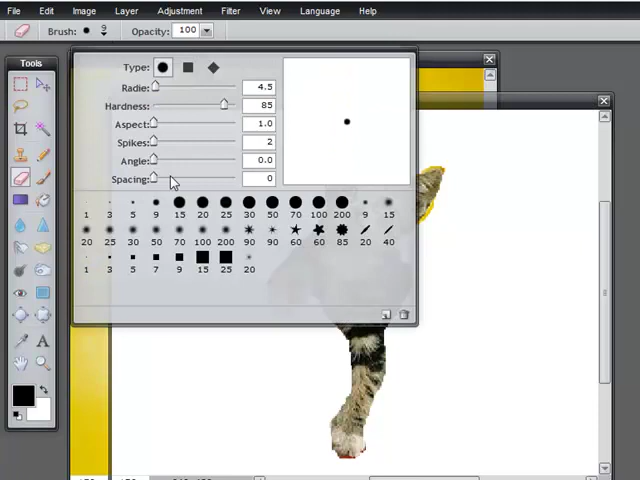 File Edit Image Layer Adjustment Filter View Language Help
Brush: 9 Opacity: 100
Tools
Type:
Radie: 4.5
Hardness: 85
Aspect: 1.0
Spikes: 2
Angle: 0.0
Spacing: 0
1 3 5 9 15 20 25 30 50 70 100 200 9 15
20 25 30 50 70 100 200 90 90 60 60 85 20 40
1 3 5 7 9 15 25 20
A